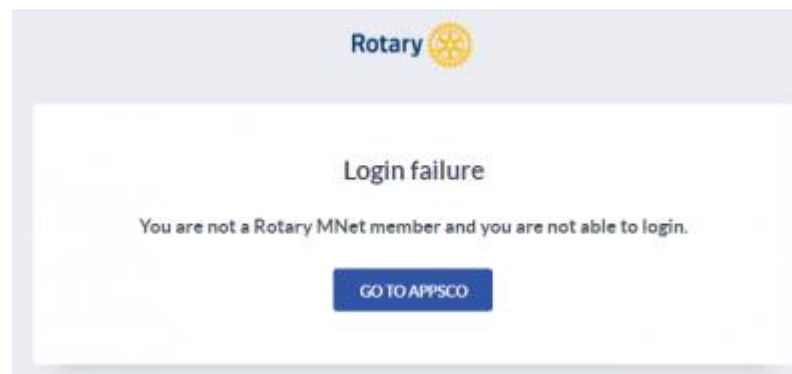 Rotary
Login failure
You are not a Rotary MNet member and you are not able to login.
GO TO APPSCO